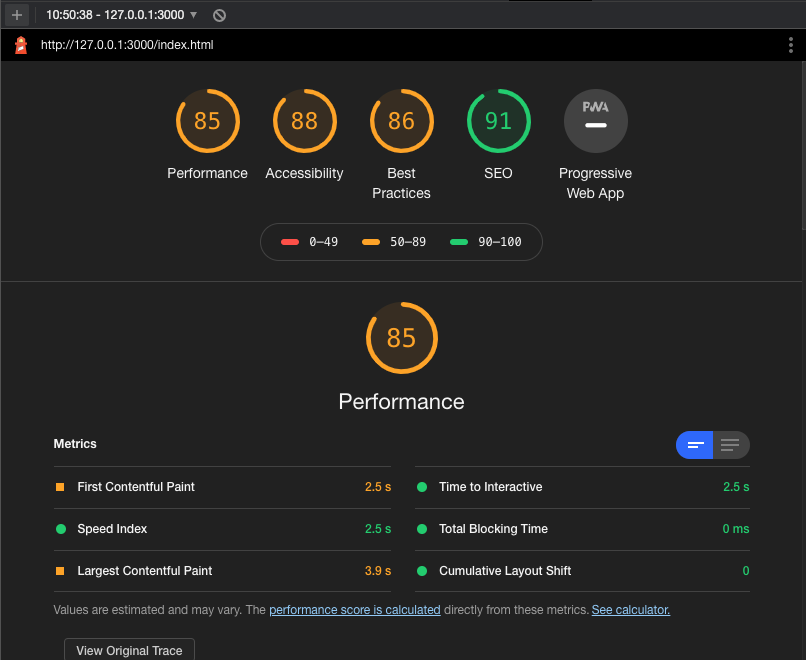 10:50:38 - 127.0.0.1:3000
http://127.0.0.1:3000/index.html
85 88 86 91 PWA
Performance Accessibility Best Practices SEO Progressive Web App
0–49 50–89 90–100
85
Performance
Metrics
First Contentful Paint 2.5 s
Time to Interactive 2.5 s
Speed Index 2.5 s
Total Blocking Time 0 ms
Largest Contentful Paint 3.9 s
Cumulative Layout Shift 0
Values are estimated and may vary. The performance score is calculated directly from these metrics. See calculator.
View Original Trace